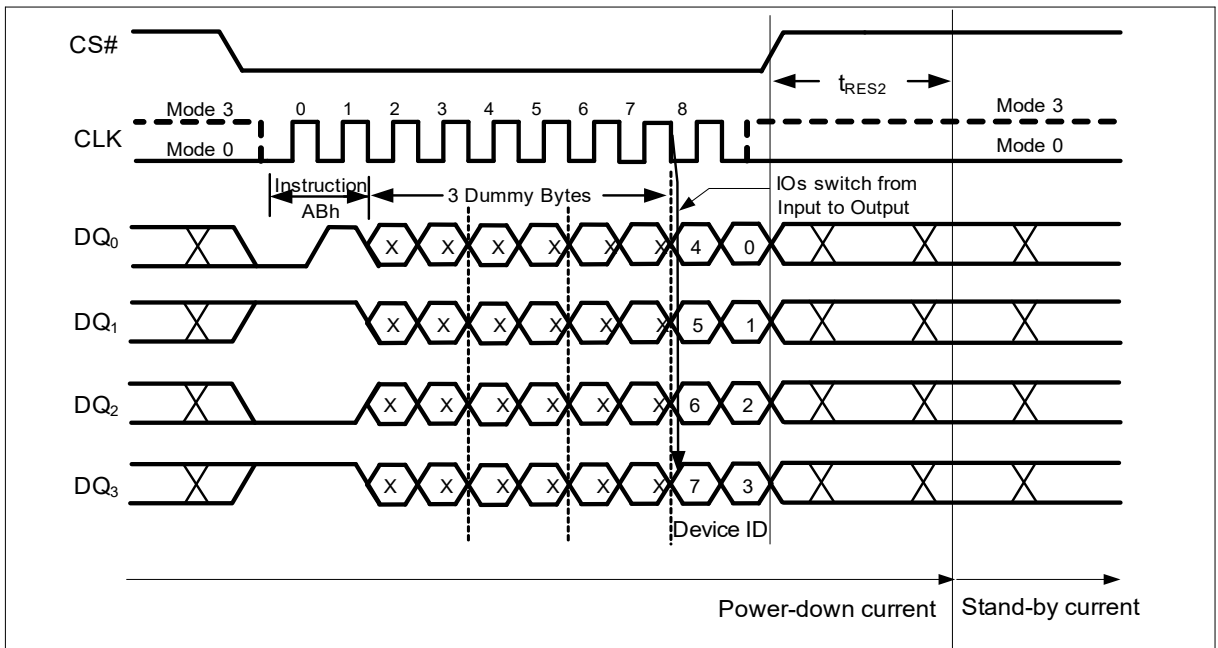 CS#
tRES2
Mode 3 0 1 2 3 4 5 6 7 8 Mode 3
CLK
Mode 0 Mode 0
Instruction
ABh
3 Dummy Bytes
IOs switch from
Input to Output
DQ0 X X X X X X 4 0
DQ1 X X X X X X 5 1
DQ2 X X X X X X 6 2
DQ3 X X X X X X 7 3
Device ID
Power-down current Stand-by current